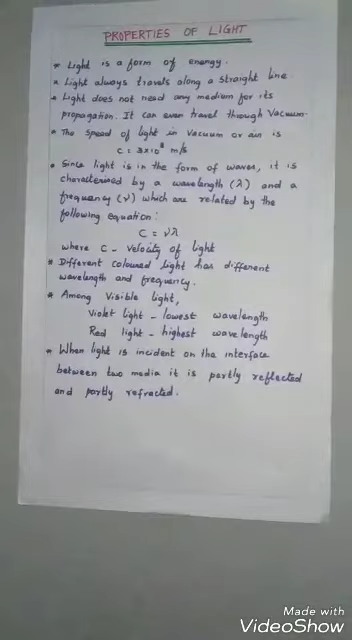 PROPERTIES OF LIGHT
* Light is a form of energy.
* Light always travels along a straight line.
* Light does not need any medium for its
propagation. It can even travel through vacuum.
* The speed of light in vacuum or air is
c = 3x10⁸ m/s
* Since light is in the form of waves, it is
characterised by a wavelength (λ) and a
frequency (ν) which are related by the
following equation:
C = νλ
where C - velocity of light
* Different coloured light has different
wavelength and frequency.
* Among Visible light,
Violet light - lowest wavelength
Red light - highest wavelength
* When light is incident on the interface
between two media it is partly reflected
and partly refracted.
Made with
VideoShow